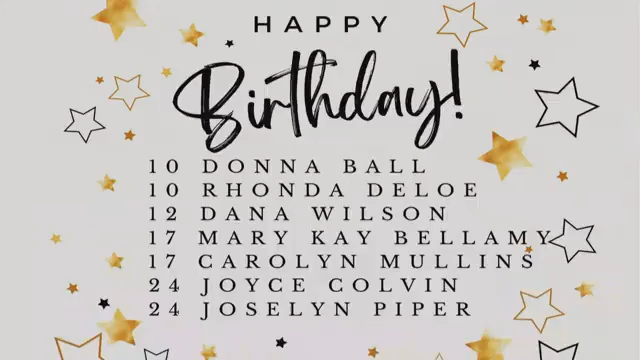 HAPPY
Birthday!
10 DONNA BALL
10 RHONDA DELOE
12 DANA WILSON
17 MARY KAY BELLAMY
17 CAROLYN MULLINS
24 JOYCE COLVIN
24 JOSELYN PIPER